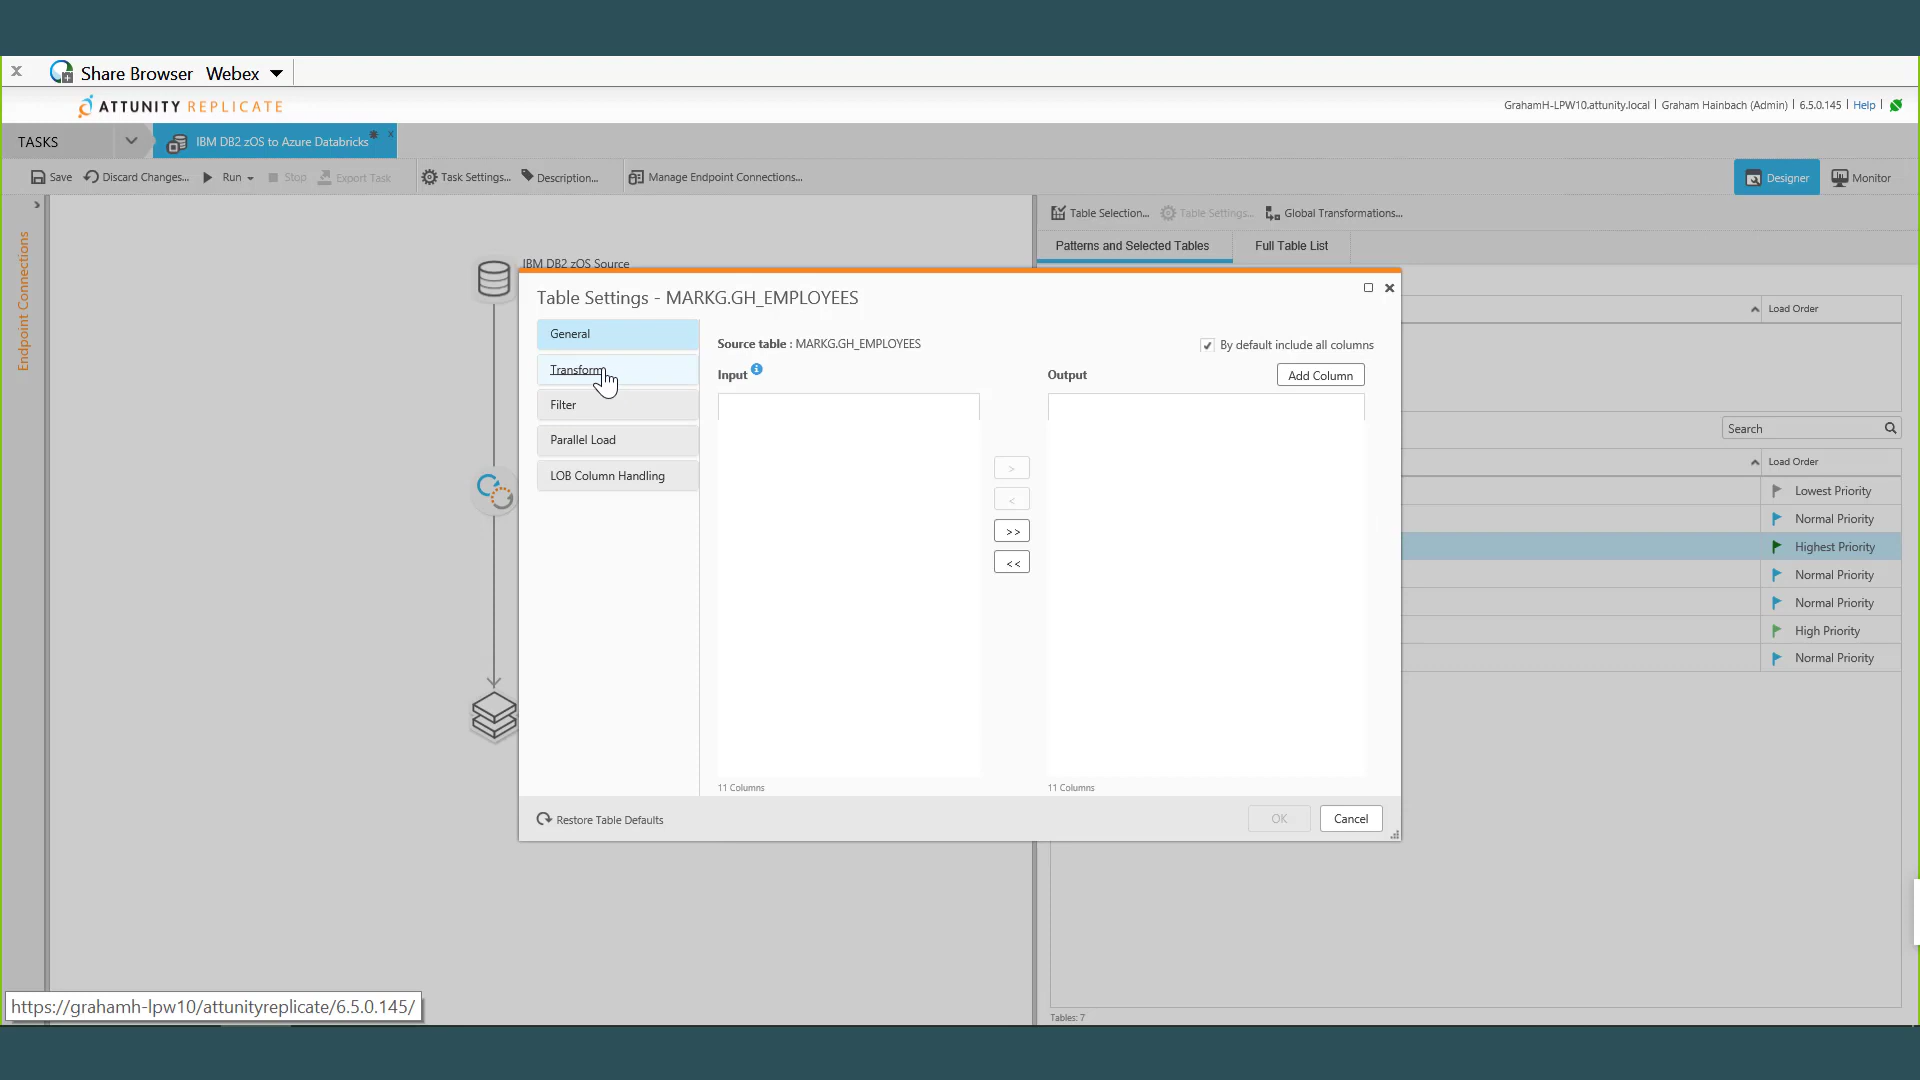 x Share Browser Webex
ATTUNITY REPLICATE
GrahamH-LPW10.attunity.local | Graham Hainbach (Admin) | 6.5.0.145 | Help |
TASKS
IBM DB2 zOS to Azure Databricks * x
Save Discard Changes... Run Stop Export Task Task Settings... Description... Manage Endpoint Connections...
Designer Monitor
Endpoint Connections
Table Selection... Table Settings... Global Transformations...
Patterns and Selected Tables Full Table List
IBM DB2 zOS Source
Table Settings - MARKG.GH_EMPLOYEES
General
Transform
Filter
Parallel Load
LOB Column Handling
Source table : MARKG.GH_EMPLOYEES
By default include all columns
Input
Output
Add Column
>
<
>>
<<
11 Columns
11 Columns
Restore Table Defaults
OK
Cancel
Load Order
Search
Load Order
Lowest Priority
Normal Priority
Highest Priority
Normal Priority
Normal Priority
High Priority
Normal Priority
Tables: 7
https://grahamh-lpw10/attunityreplicate/6.5.0.145/